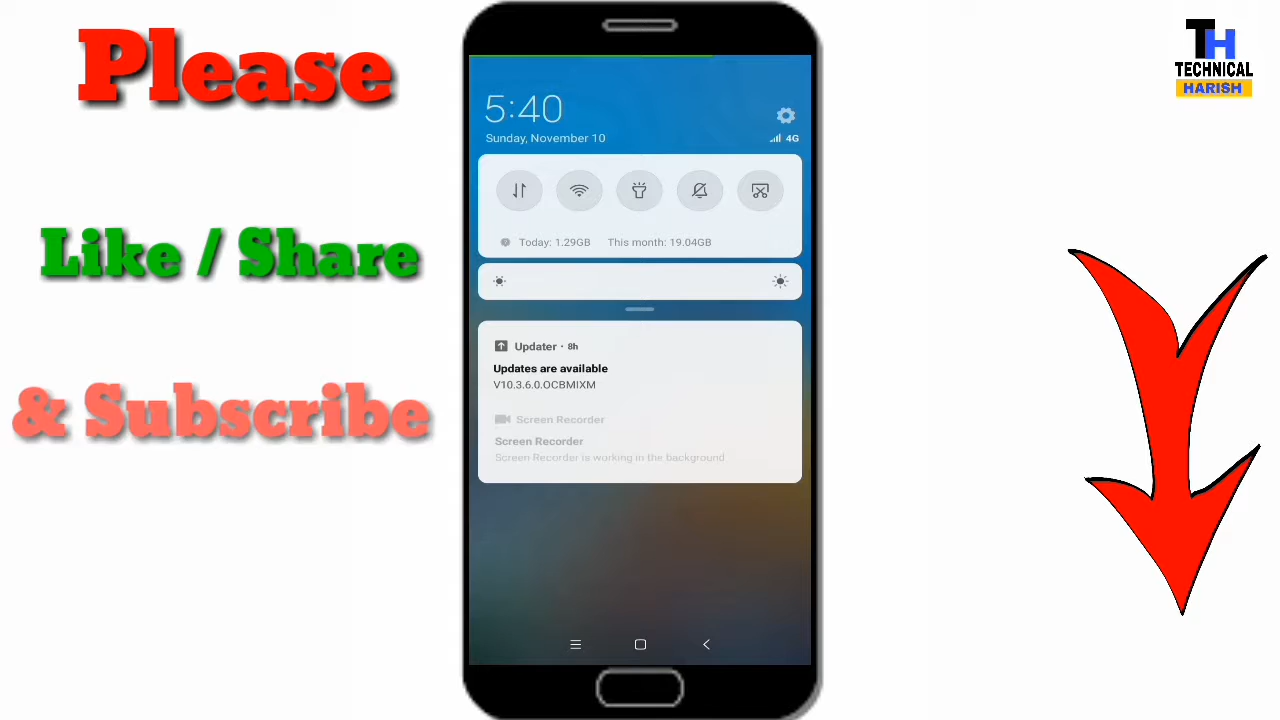 Please
Like / Share
& Subscribe
5:40
Sunday, November 10
4G
Today: 1.29GB This month: 19.04GB
Updater · 8h
Updates are available
V10.3.6.0.OCBMIXM
Screen Recorder
Screen Recorder
Screen Recorder is working in the background
TH
TECHNICAL
HARISH